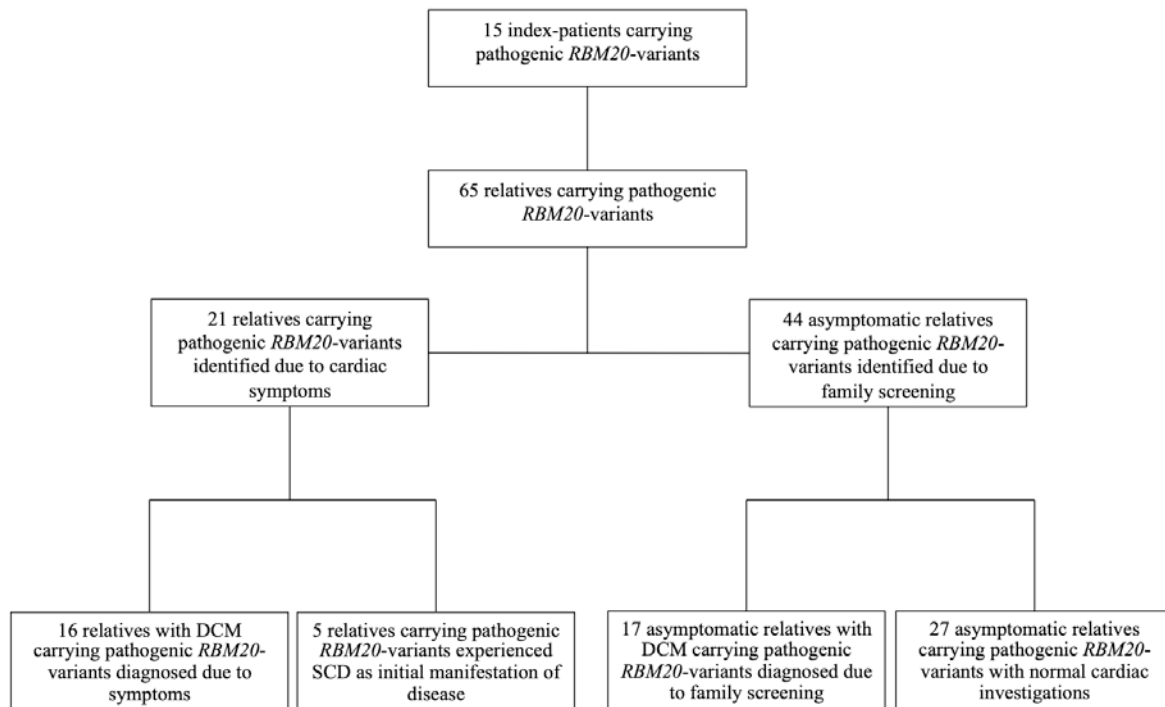 15 index-patients carrying
pathogenic RBM20-variants
65 relatives carrying pathogenic
RBM20-variants
21 relatives carrying
pathogenic RBM20-variants
identified due to cardiac
symptoms
44 asymptomatic relatives
carrying pathogenic RBM20-
variants identified due to
family screening
16 relatives with DCM
carrying pathogenic RBM20-
variants diagnosed due to
symptoms
5 relatives carrying pathogenic
RBM20-variants experienced
SCD as initial manifestation of
disease
17 asymptomatic relatives with
DCM carrying pathogenic
RBM20-variants diagnosed due
to family screening
27 asymptomatic relatives
carrying pathogenic RBM20-
variants with normal cardiac
investigations